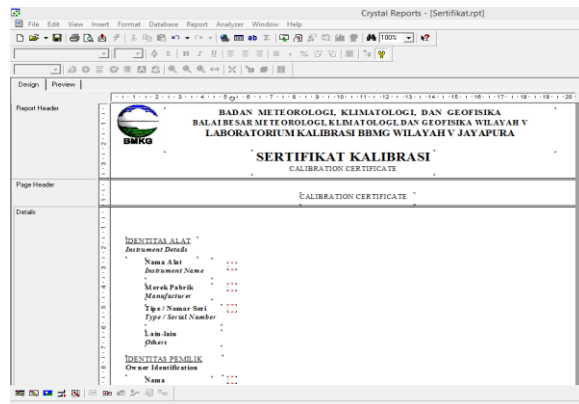 Crystal Reports - [Sertifikat.rpt]
File Edit View Insert Format Database Report Analyzer Window Help
100%
Design Preview
Report Header
BMKG
BADAN METEOROLOGI, KLIMATOLOGI, DAN GEOFISIKA
BALAI BESAR METEOROLOGI, KLIMATOLOGI, DAN GEOFISIKA WILAYAH V
LABORATORIUM KALIBRASI BBMG WILAYAH V JAYAPURA
SERTIFIKAT KALIBRASI
CALIBRATION CERTIFICATE
Page Header
CALIBRATION CERTIFICATE
Details
IDENTITAS ALAT
Instrument Details
Nama Alat
Instrument Name
Merek Pabrik
Manufacturer
Tipe / Nomor Seri
Type / Serial Number
Lain-lain
Others
IDENTITAS PEMILIK
Owner Identification
Nama